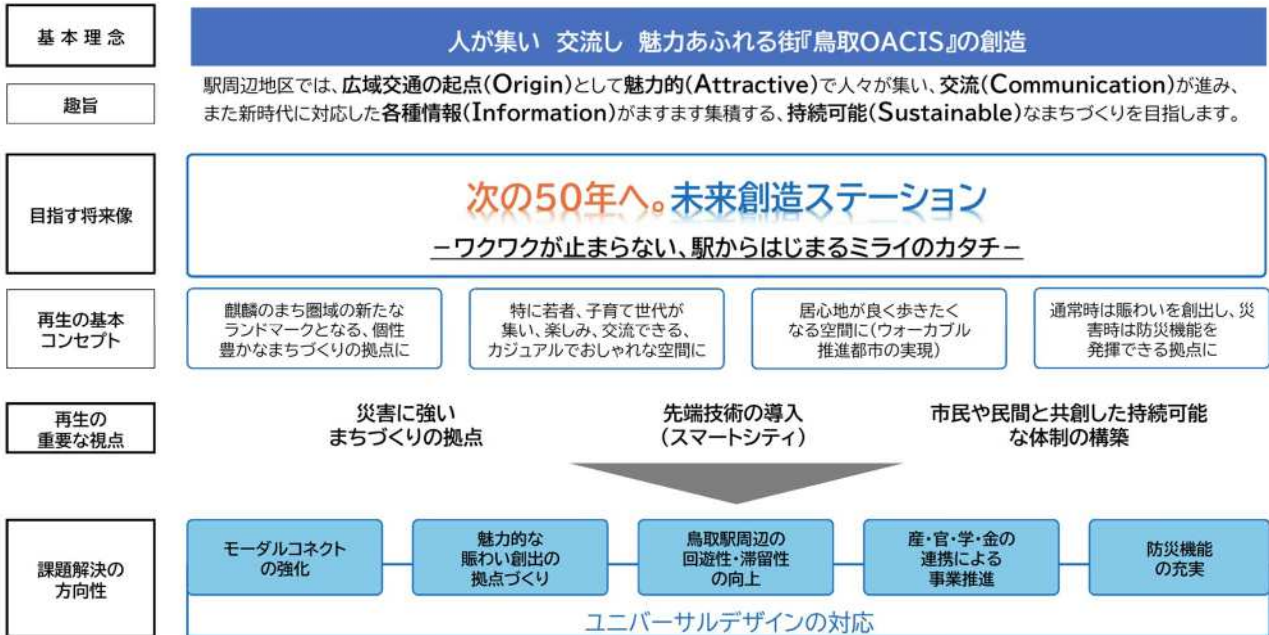 基本理念
人が集い 交流し 魅力あふれる街『鳥取OACIS』の創造
趣旨
駅周辺地区では、広域交通の起点(Origin)として魅力的(Attractive)で人々が集い、交流(Communication)が進み、
また新時代に対応した各種情報(Information)がますます集積する、持続可能(Sustainable)なまちづくりを目指します。
目指す将来像
次の50年へ。未来創造ステーション
－ワクワクが止まらない、駅からはじまるミライのカタチ－
再生の基本
コンセプト
麒麟のまち圏域の新たな
ランドマークとなる、個性
豊かなまちづくりの拠点に
特に若者、子育て世代が
集い、楽しみ、交流できる、
カジュアルでおしゃれな空間に
居心地が良く歩きたく
なる空間に(ウォーカブル
推進都市の実現)
通常時は賑わいを創出し、災
害時は防災機能を
発揮できる拠点に
再生の
重要な視点
災害に強い
まちづくりの拠点
先端技術の導入
(スマートシティ)
市民や民間と共創した持続可能
な体制の構築
課題解決の
方向性
モーダルコネクト
の強化
魅力的な
賑わい創出の
拠点づくり
鳥取駅周辺の
回遊性・滞留性
の向上
産・官・学・金の
連携による
事業推進
防災機能
の充実
ユニバーサルデザインの対応